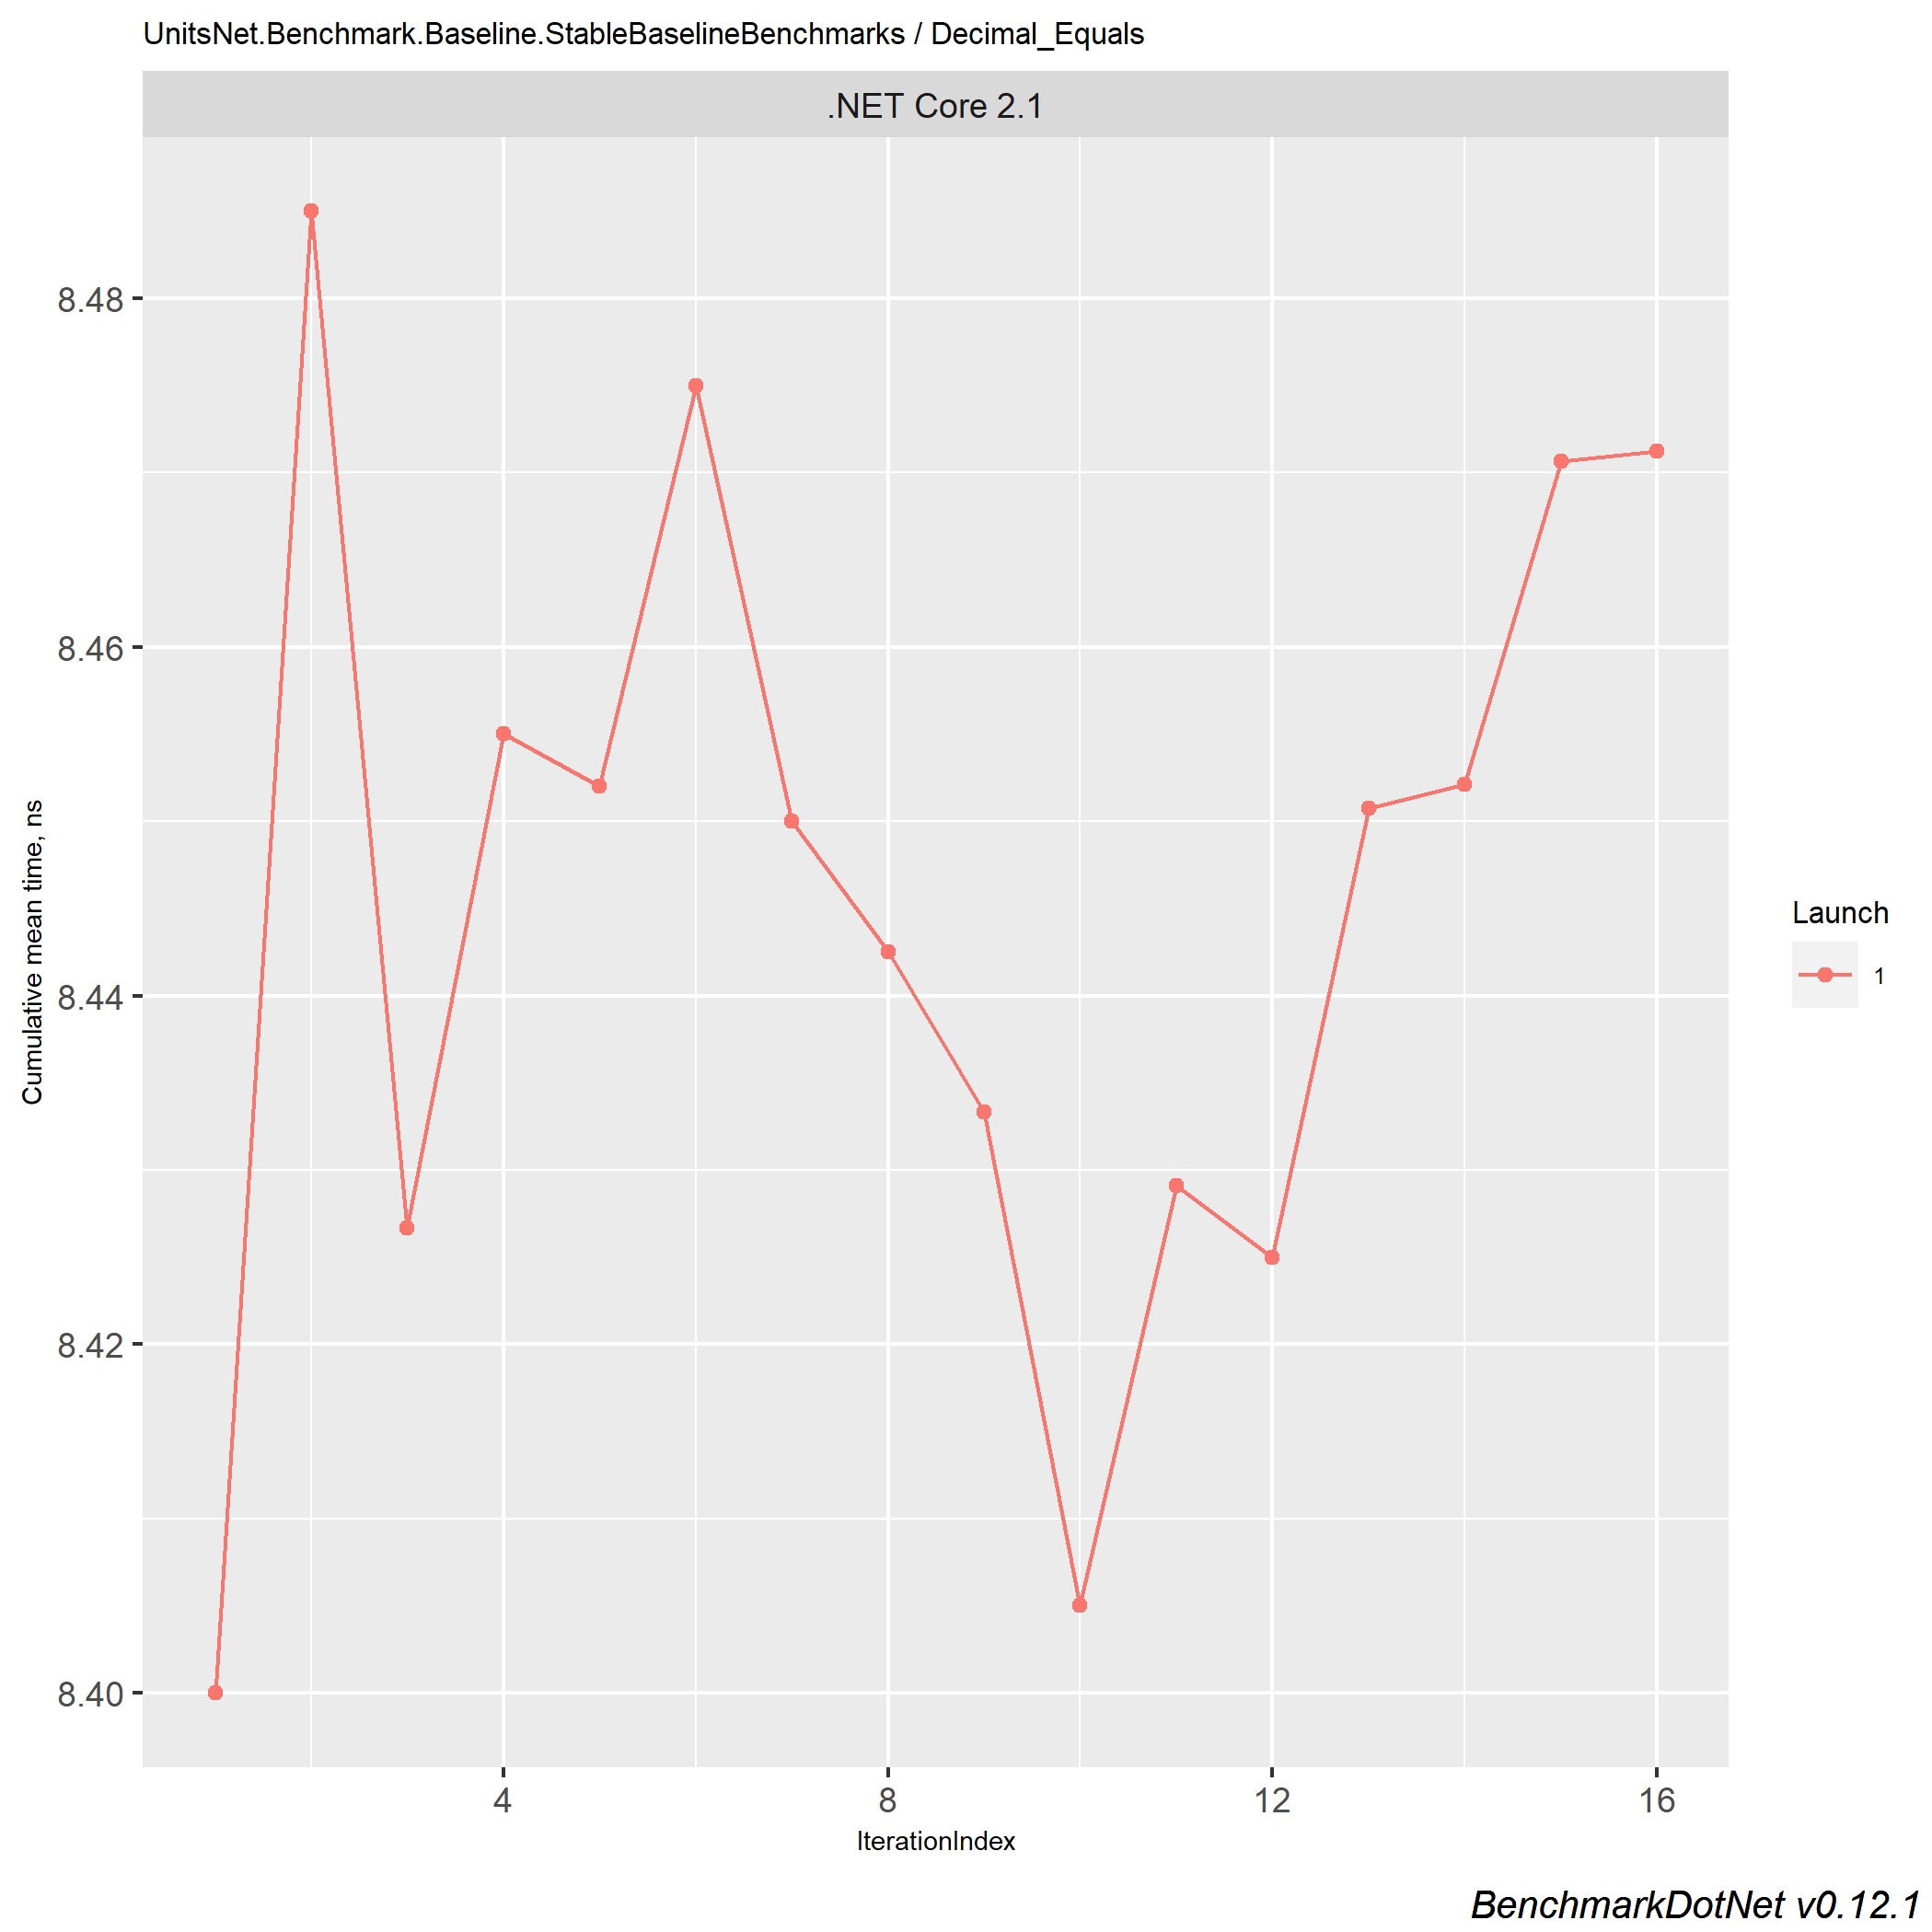 UnitsNet.Benchmark.Baseline.StableBaselineBenchmarks / Decimal_Equals
.NET Core 2.1
Cumulative mean time, ns
8.48
8.46
8.44
8.42
8.40
4 8 12 16
IterationIndex
Launch
1
BenchmarkDotNet v0.12.1